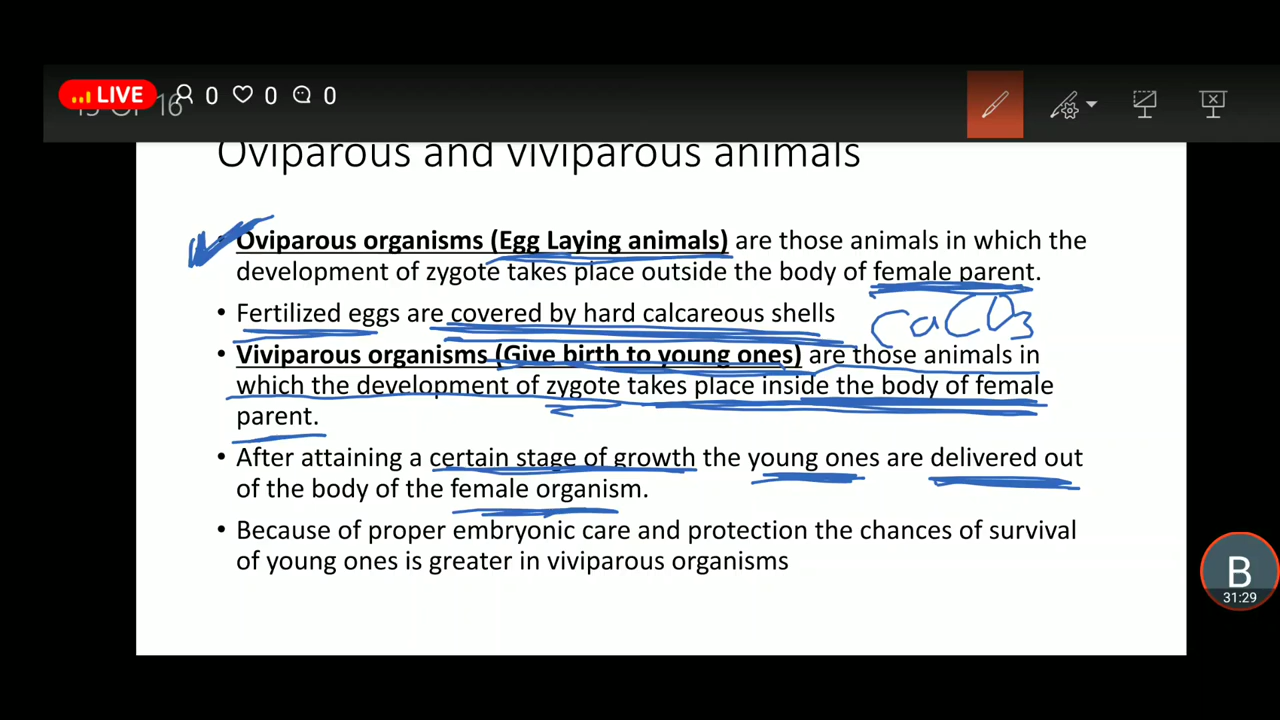 LIVE 0 0 0
15 OF 16
Oviparous and viviparous animals
• Oviparous organisms (Egg Laying animals) are those animals in which the
development of zygote takes place outside the body of female parent.
• Fertilized eggs are covered by hard calcareous shells
CaCO3
• Viviparous organisms (Give birth to young ones) are those animals in
which the development of zygote takes place inside the body of female
parent.
• After attaining a certain stage of growth the young ones are delivered out
of the body of the female organism.
• Because of proper embryonic care and protection the chances of survival
of young ones is greater in viviparous organisms
B
31:29